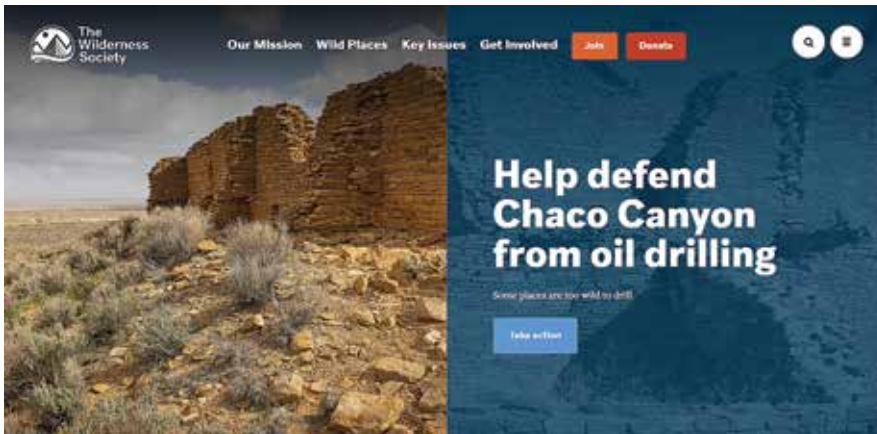 The
Wilderness
Society
Our Mission Wild Places Key Issues Get Involved Join Donate
Help defend
Chaco Canyon
from oil drilling
Some places are too wild to drill.
Take action